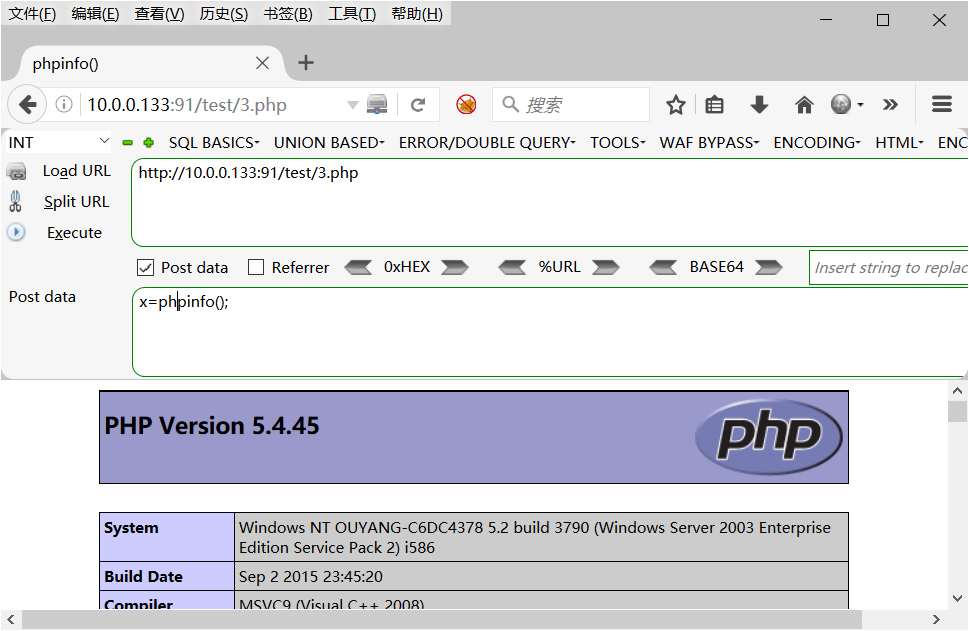 文件(F) 编辑(E) 查看(V) 历史(S) 书签(B) 工具(T) 帮助(H)
phpinfo()
10.0.0.133:91/test/3.php 搜索
INT SQL BASICS UNION BASED ERROR/DOUBLE QUERY TOOLS WAF BYPASS ENCODING HTML ENC
Load URL http://10.0.0.133:91/test/3.php
Split URL
Execute
Post data Referrer 0xHEX %URL BASE64 Insert string to replac
Post data x=phpinfo();
PHP Version 5.4.45 php
System Windows NT OUYANG-C6DC4378 5.2 build 3790 (Windows Server 2003 Enterprise
Edition Service Pack 2) i586
Build Date Sep 2 2015 23:45:20
Compiler MSVC9 (Visual C++ 2008)